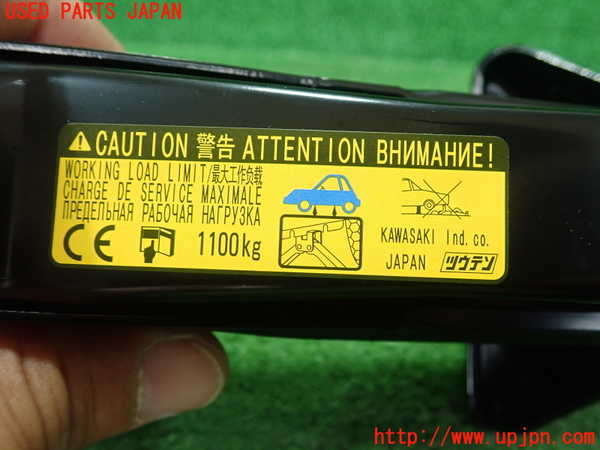 USED PARTS JAPAN
CAUTION 警告 ATTENTION ВНИМАНИЕ!
WORKING LOAD LIMIT/最大工作负载
CHARGE DE SERVICE MAXIMALE
ПРЕДЕЛЬНАЯ РАБОЧАЯ НАГРУЗКА
CE 1100kg
KAWASAKI Ind. co.
JAPAN ツウテン
http://www.upjpn.com/